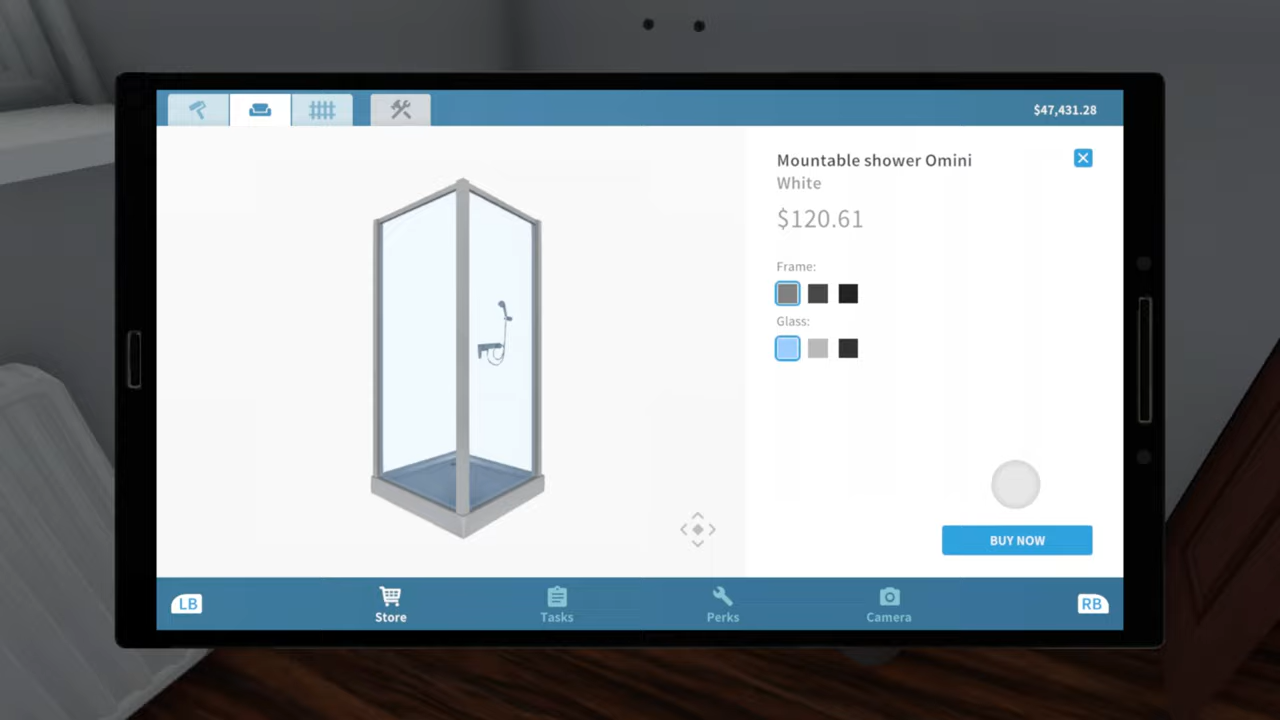 $47,431.28
Mountable shower Omini
White
$120.61
Frame:
Glass:
BUY NOW
LB
Store
Tasks
Perks
Camera
RB